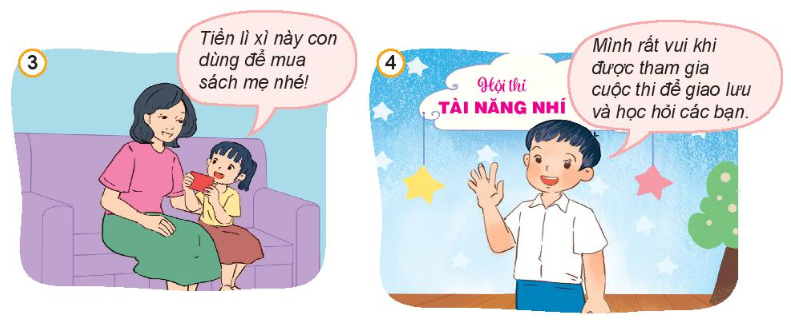 3
Tiền lì xì này con
dùng để mua
sách mẹ nhé!
4
Hội thi
TÀI NĂNG NHÍ
Mình rất vui khi
được tham gia
cuộc thi để giao lưu
và học hỏi các bạn.